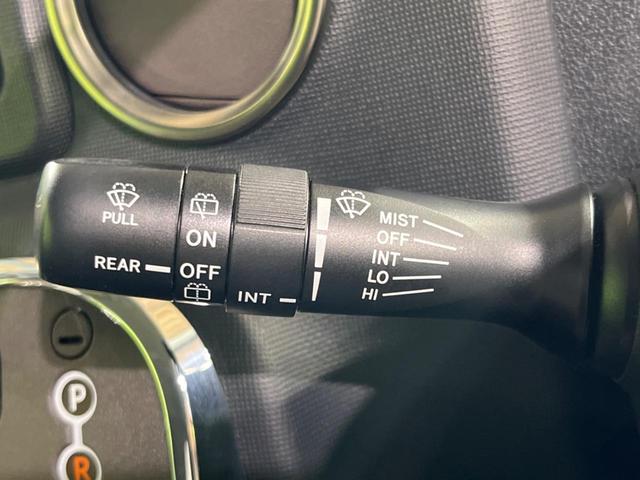 PULL
REAR
ON
OFF
INT
MIST
OFF
INT
LO
HI
P
R